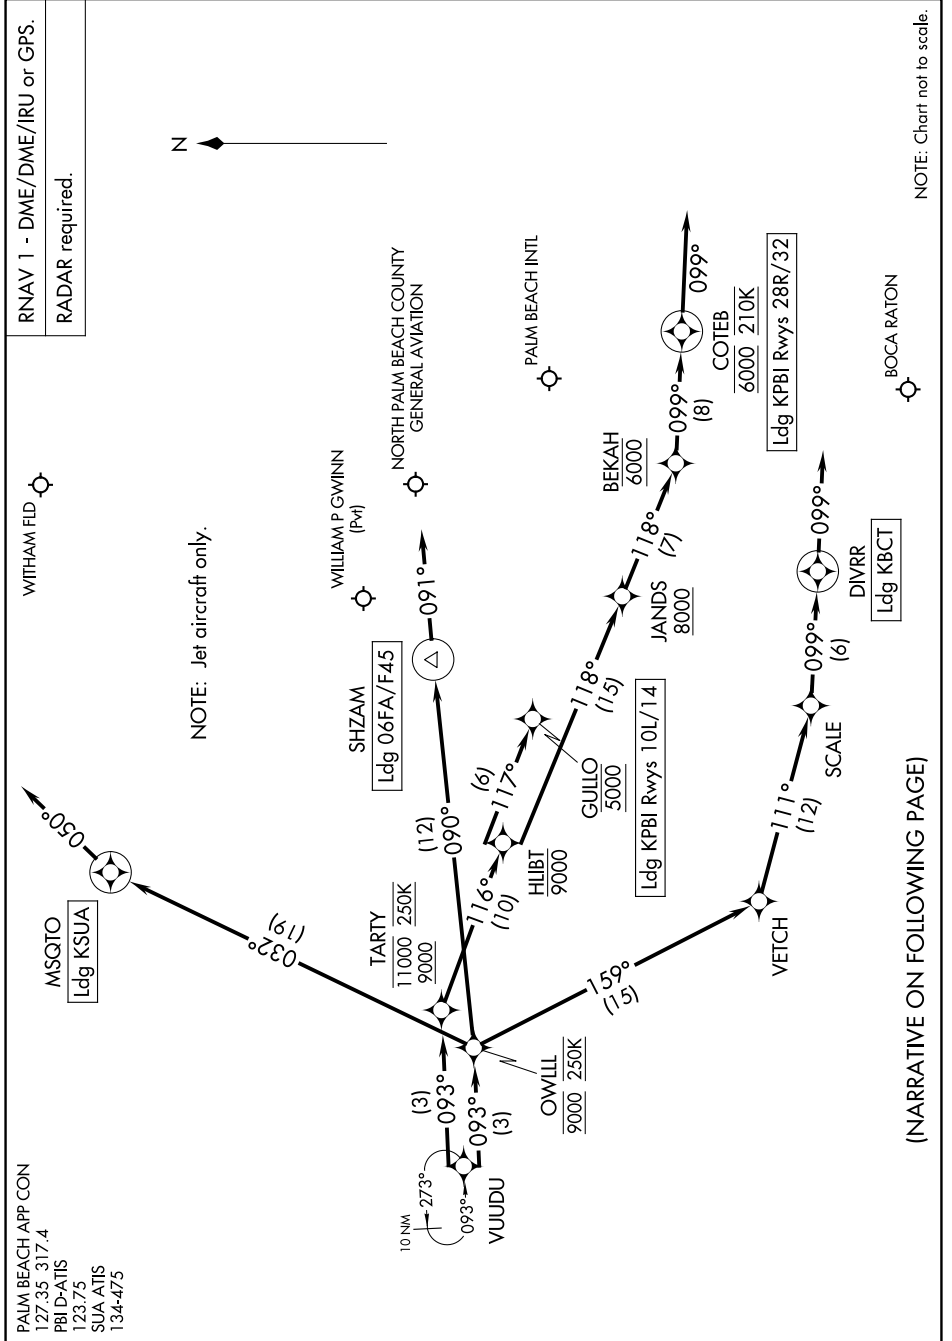 PALM BEACH APP CON
127.35 317.4
PBI D-ATIS
123.75
SUA ATIS
134-475
RNAV 1 - DME/DME/IRU or GPS.
RADAR required.
N
WITHAM FLD
NOTE: Jet aircraft only.
WILLIAM P GWINN
(Pvt)
NORTH PALM BEACH COUNTY
GENERAL AVIATION
PALM BEACH INTL
BOCA RATON
MSQTO
Ldg KSUA
050°
032°
(19)
SHZAM
Ldg 06FA/F45
091°
(12)
090°
TARTY
11000 250K
9000
116°
(10)
(6)
117°
HLIBT
9000
GULLO
5000
Ldg KPBI Rwys 10L/14
118°
(15)
JANDS
8000
118°
(7)
BEKAH
6000
099°
(8)
COTEB
6000 210K
Ldg KPBI Rwys 28R/32
099°
10 NM
273°
093°
VUUDU
(3)
093°
093°
(3)
OWLLL
9000 250K
159°
(15)
VETCH
111°
(12)
SCALE
099°
(6)
DIVRR
Ldg KBCT
099°
(NARRATIVE ON FOLLOWING PAGE)
NOTE: Chart not to scale.